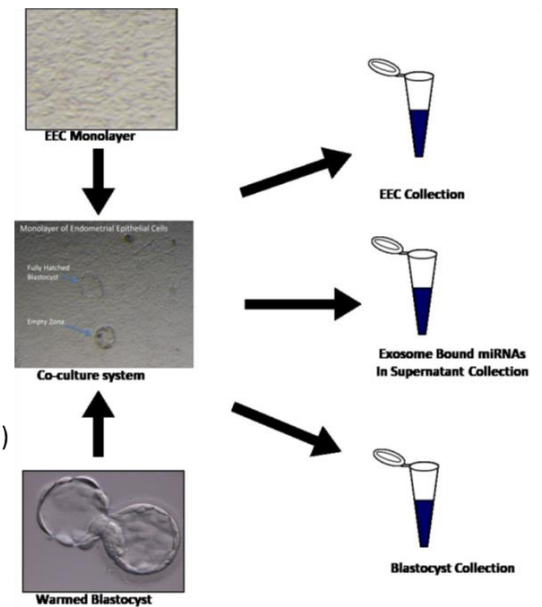 EEC Monolayer
EEC Collection
Monolayer of Endometrial Epithelial Cells
Fully Hatched
Blastocyst
Empty Zona
Co-culture system
Exosome Bound miRNAs
In Supernatant Collection
)
Warmed Blastocyst
Blastocyst Collection